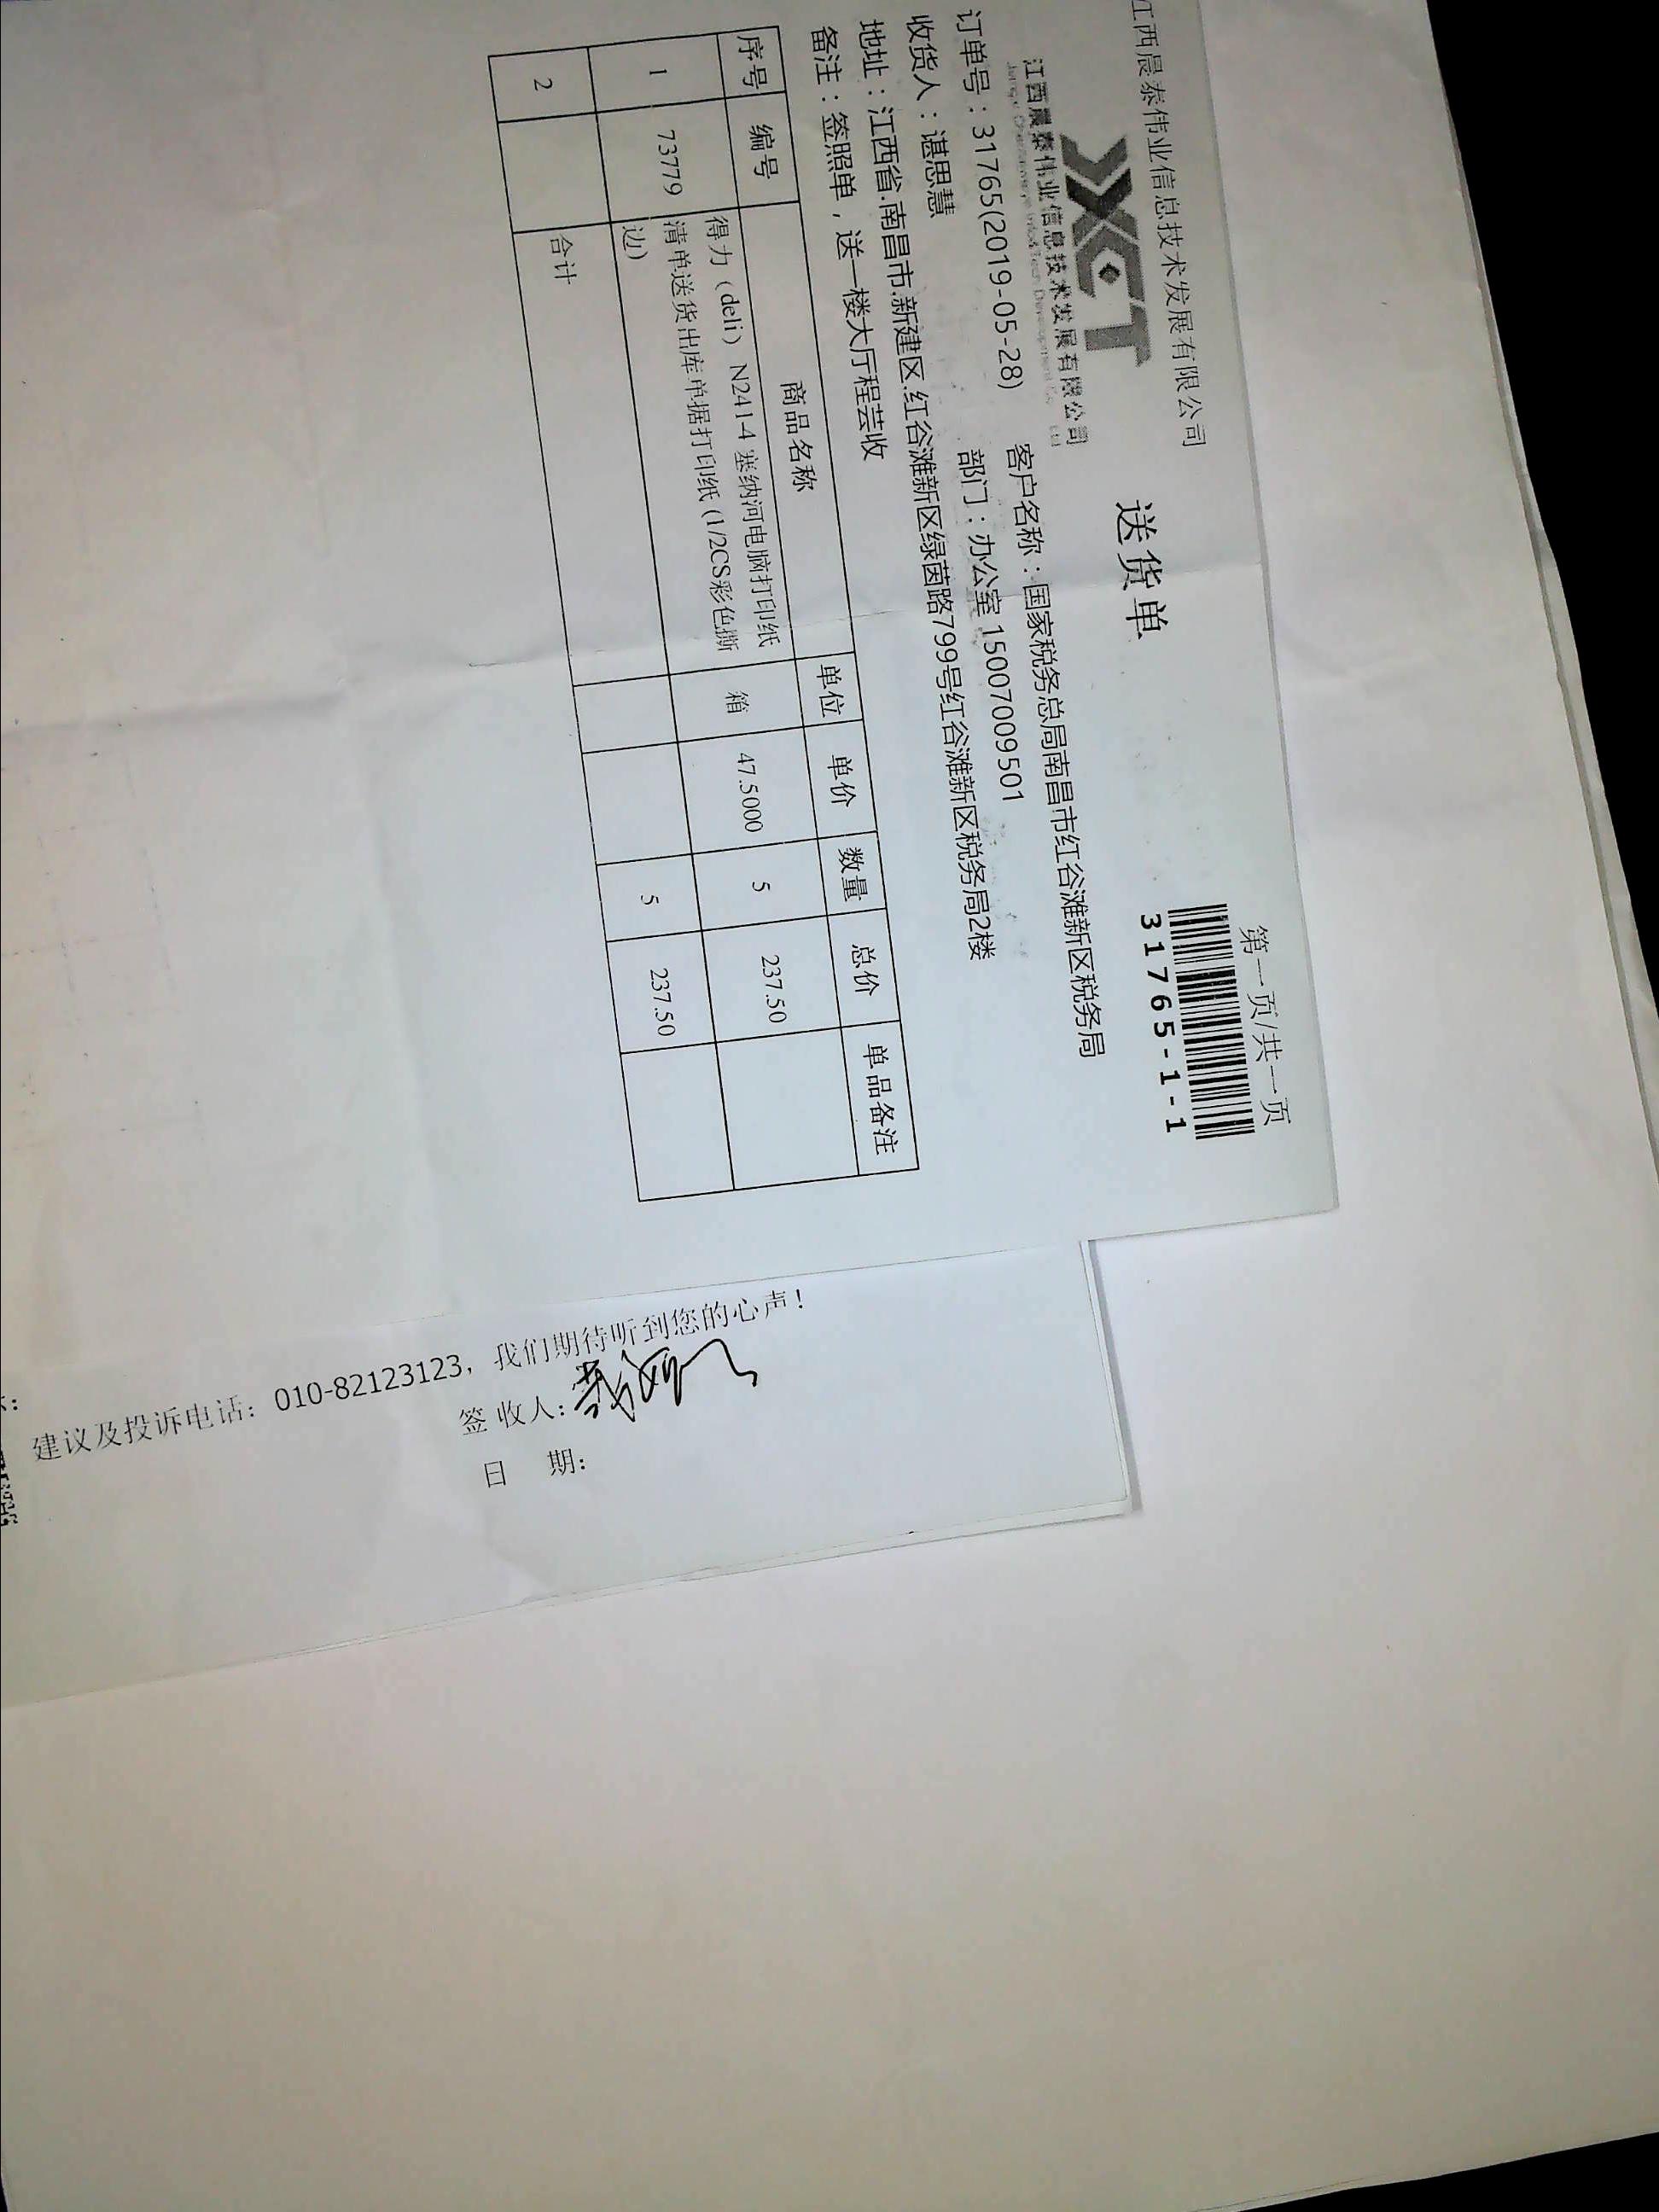 江西晨泰伟业信息技术发展有限公司
第一页/共一页
XCT
江西晨泰伟业信息技术发展有限公司
送货单
31765-1-1
订单号：31765(2019-05-28)
客户名称：国家税务总局南昌市红谷滩新区税务局
收货人：谌思慧
部门：办公室 15007009501
地址：江西省.南昌市.新建区.红谷滩新区绿茵路799号红谷滩新区税务局2楼
备注：签照单，送一楼大厅程芸收
序号 编号 商品名称 单位 单价 数量 总价 单品备注
1 73779 得力（deli）N241-4 塞纳河电脑打印纸
清单送货出库单据打印纸 (1/2CS彩色撕
边) 箱 47.5000 5 237.50
2 合计 5 237.50
建议及投诉电话：010-82123123，我们期待听到您的心声！
签 收人：
日 期：